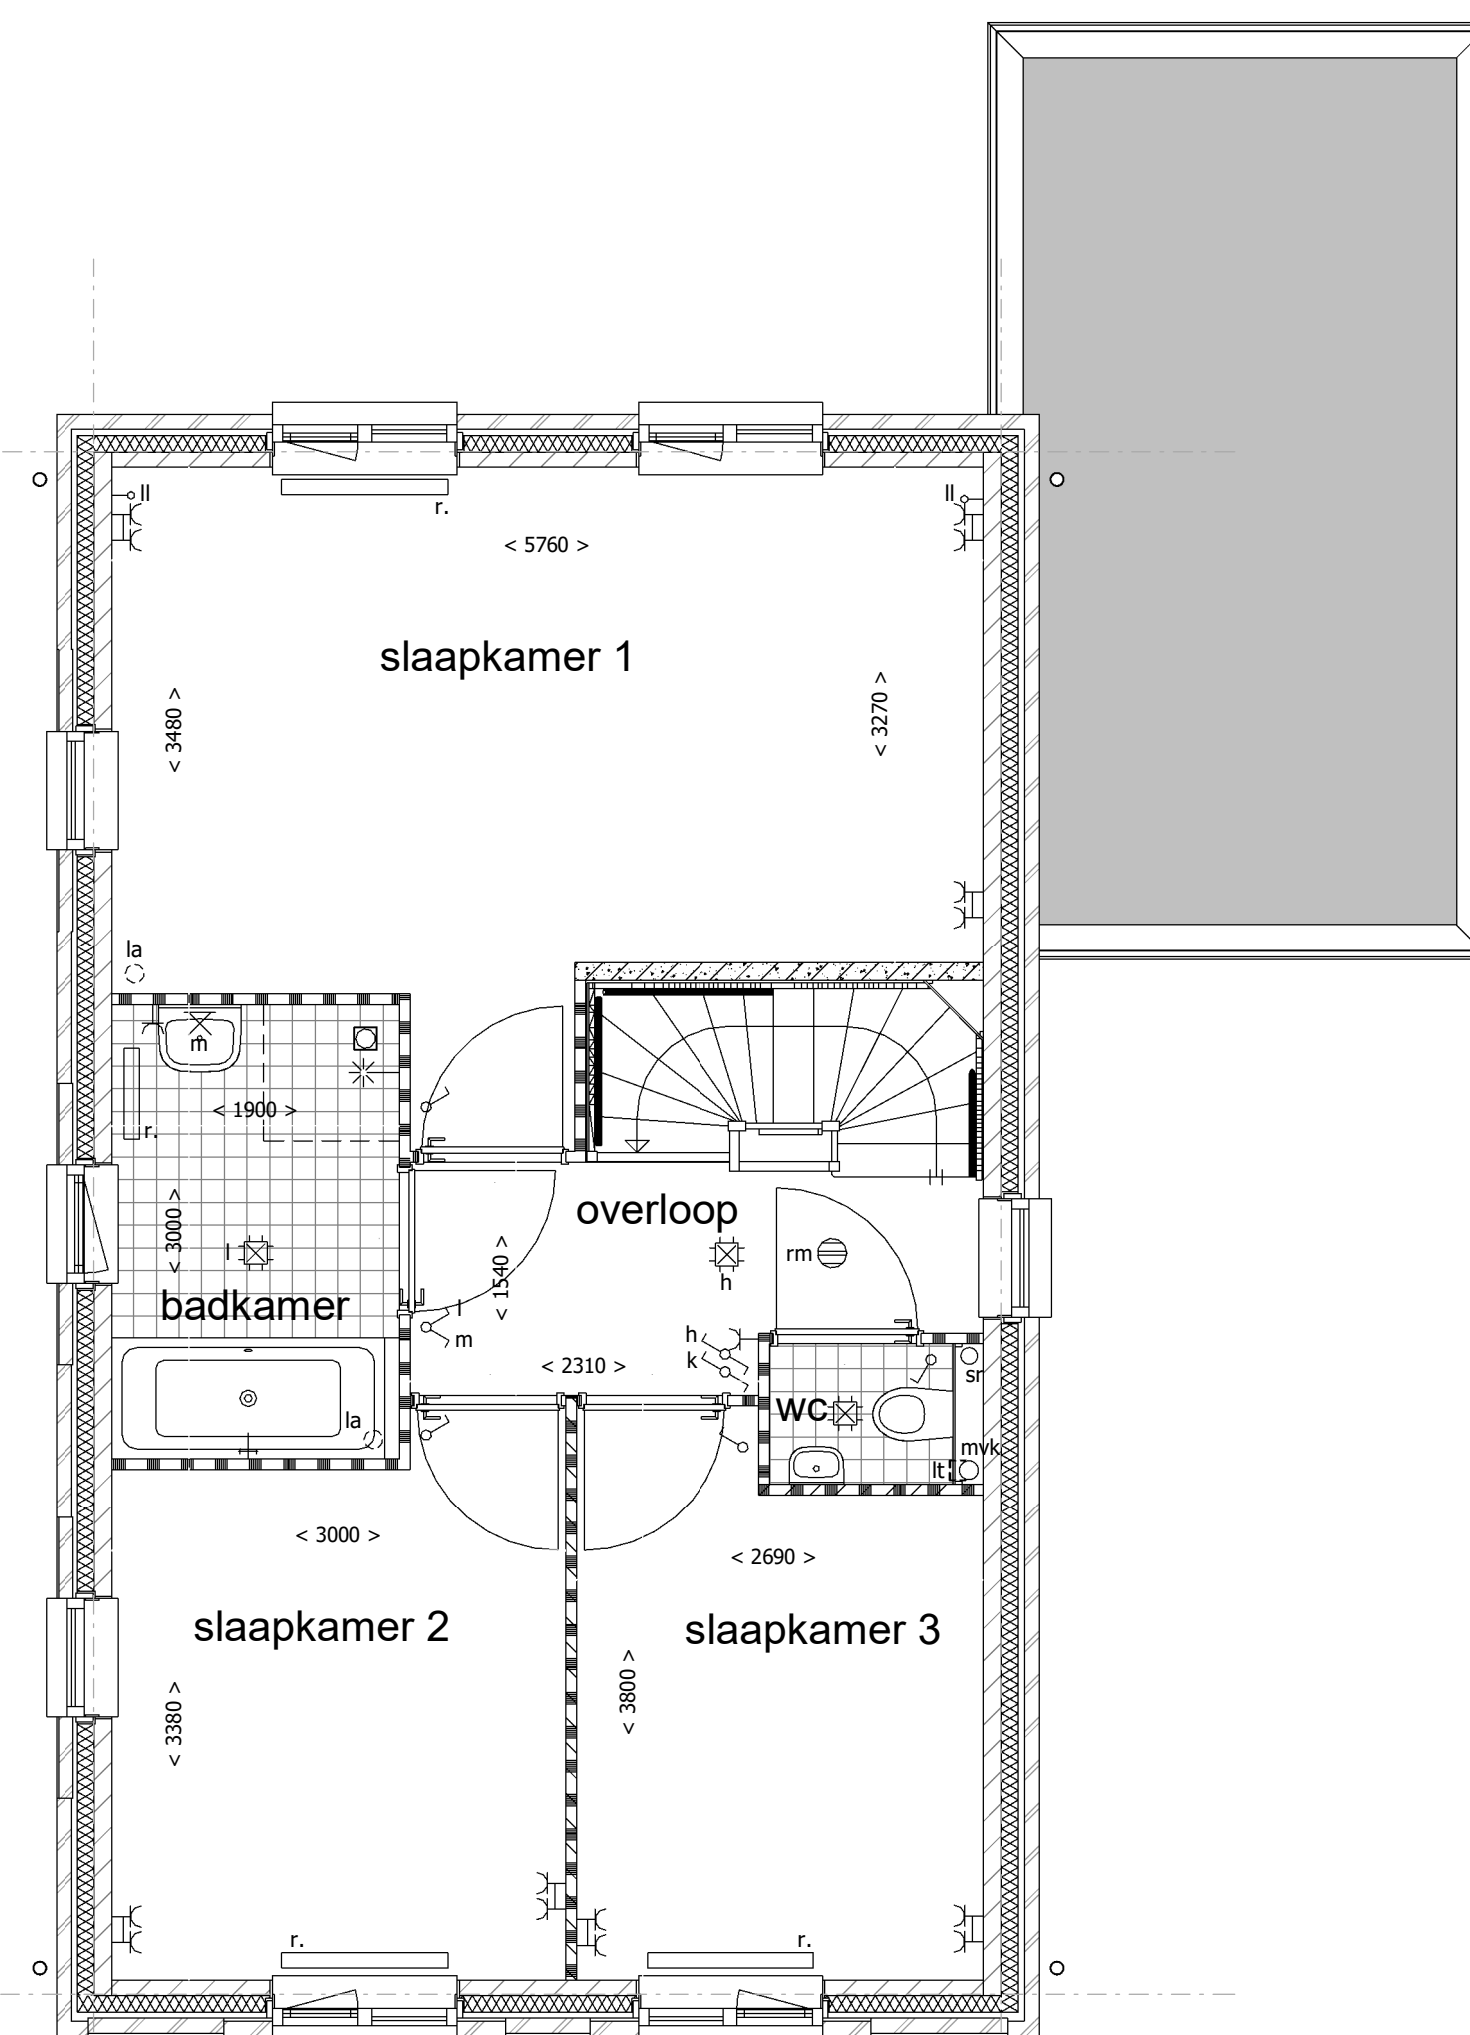 ll
ll
r.
< 5760 >
slaapkamer 1
< 3480 >
< 3270 >
la
m
< 1900 >
r.
overloop
< 3000 >
l
< 1540 >
h
rm
badkamer
l
m
h
k
< 2310 >
sr
WC
la
mvk
lt
< 3000 >
< 2690 >
slaapkamer 2
slaapkamer 3
< 3380 >
< 3800 >
r.
r.